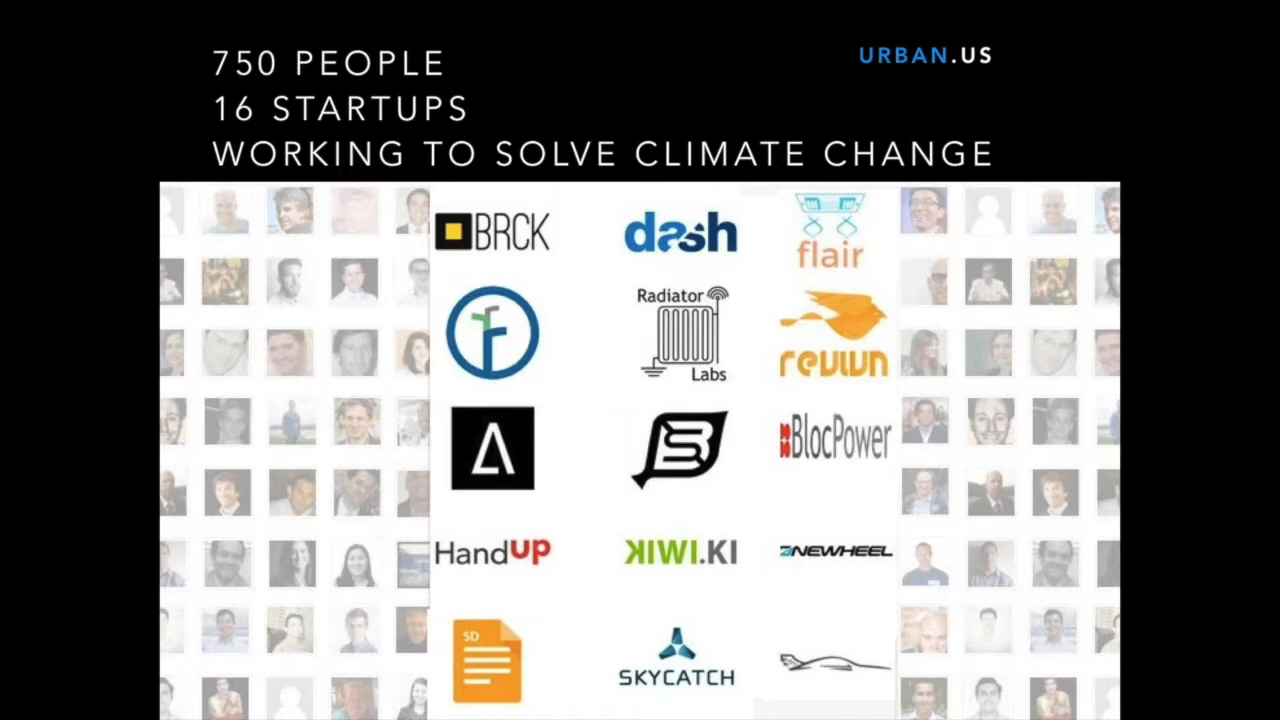 750 PEOPLE
URBAN.US
16 STARTUPS
WORKING TO SOLVE CLIMATE CHANGE
BRCK
dash
flair
Radiator
Labs
revivn
BlocPower
HandUP
KIWI.KI
NEWHEEL
SD
SKYCATCH